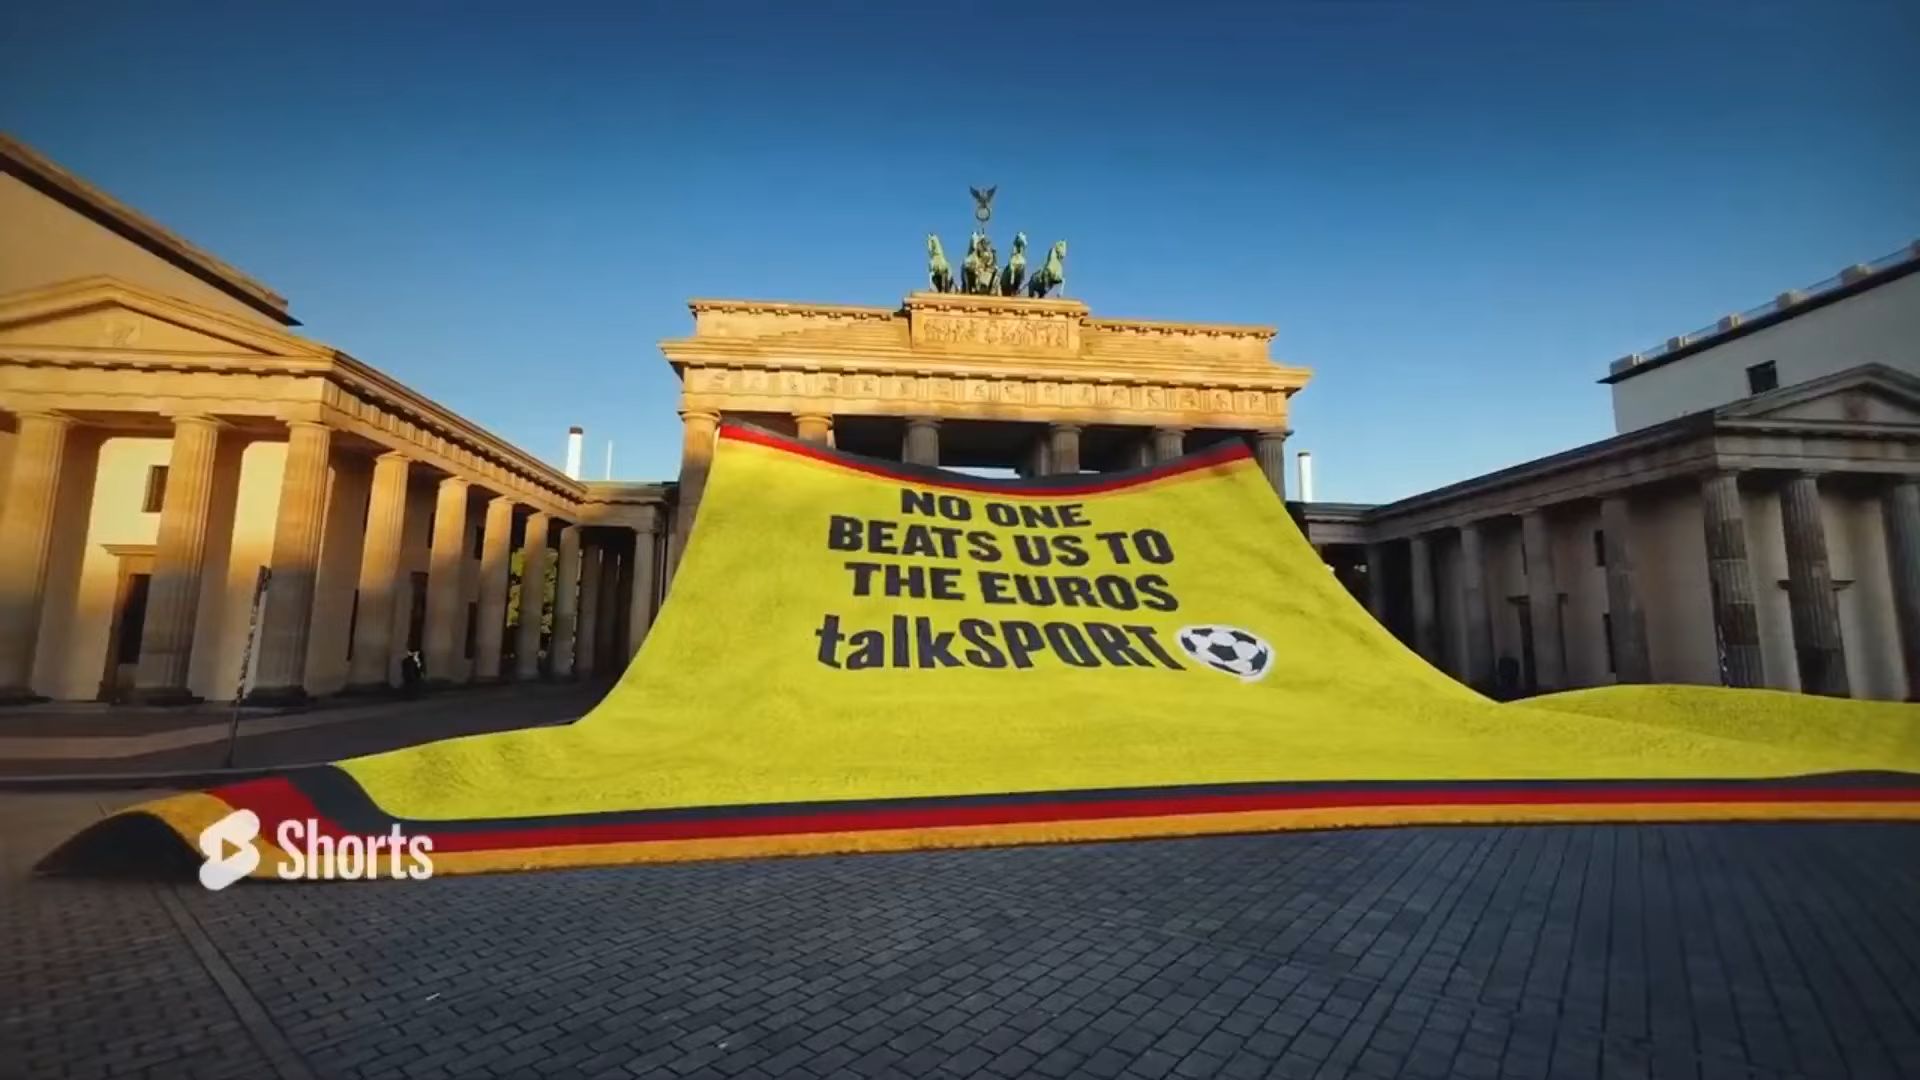 NO ONE
BEATS US TO
THE EUROS
talkSPORT
Shorts